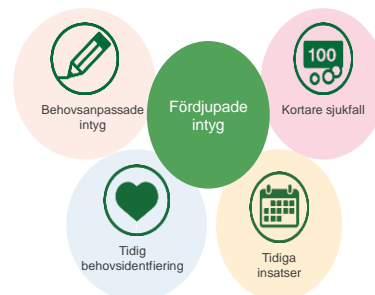 100
Behovsanpassade
intyg
Fördjupade
intyg
Kortare sjukfall
Tidig
behovsidentfiering
Tidiga
insatser